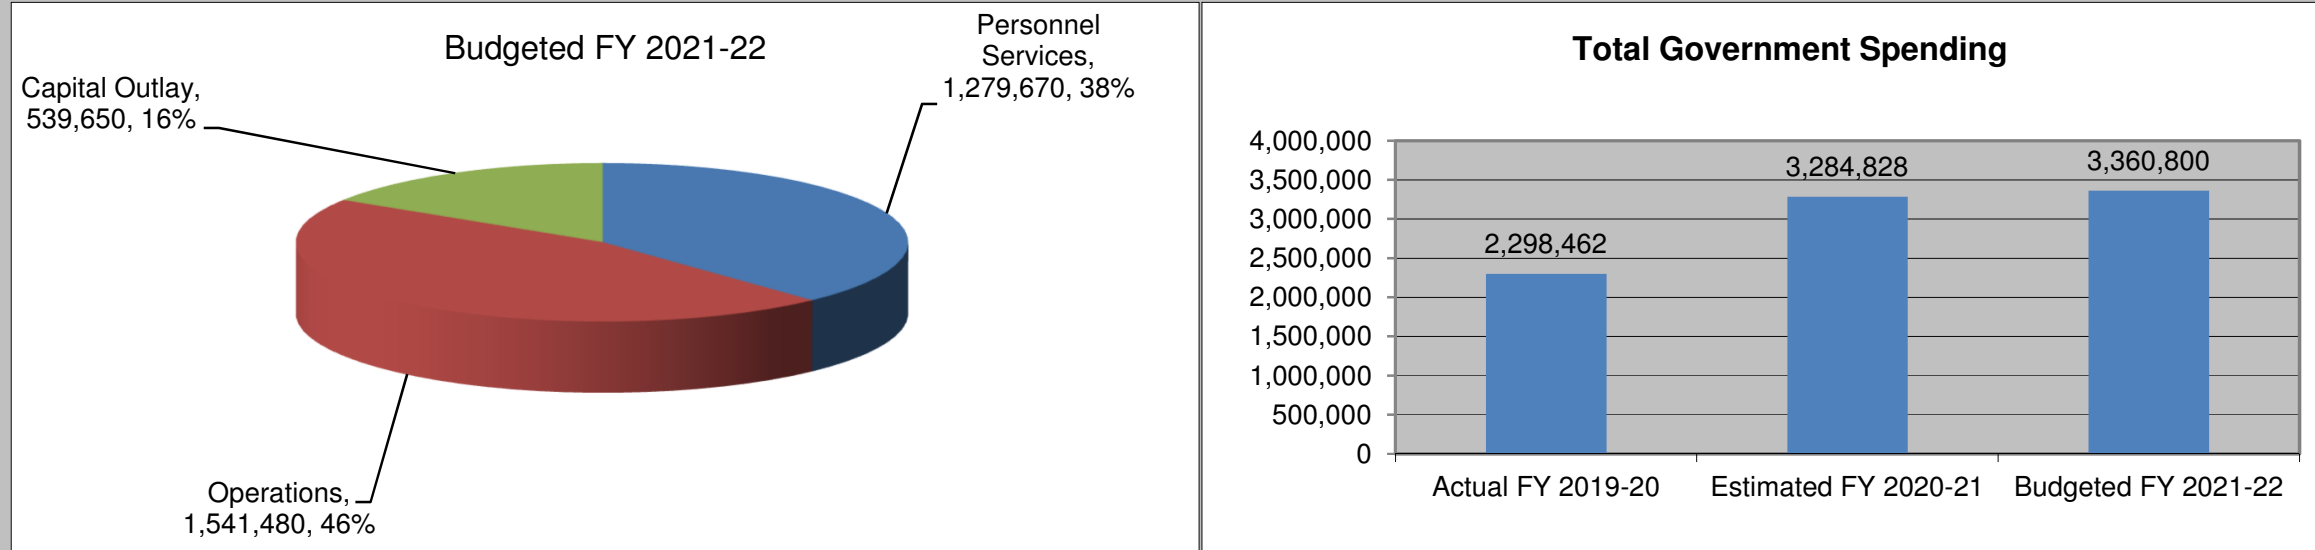 Budgeted FY 2021-22
Personnel
Services,
1,279,670, 38%
Capital Outlay,
539,650, 16%
Operations,
1,541,480, 46%
Total Government Spending
4,000,000
3,500,000
3,000,000
2,500,000
2,000,000
1,500,000
1,000,000
500,000
0
2,298,462
3,284,828
3,360,800
Actual FY 2019-20
Estimated FY 2020-21
Budgeted FY 2021-22